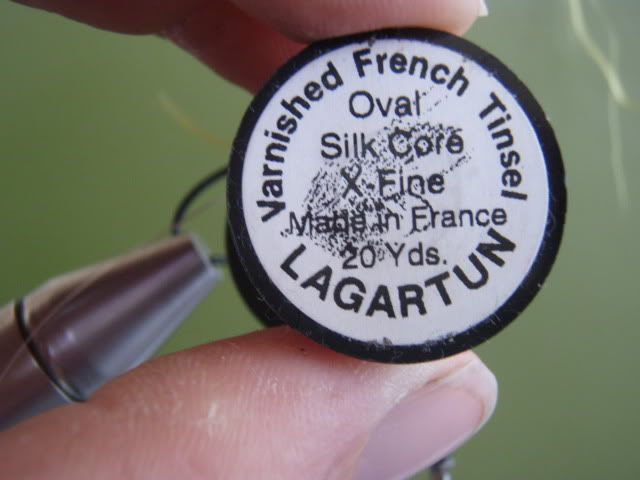 Varnished French Tinsel
Oval
Silk Core
X-Fine
Made in France
20 Yds.
LAGARTUN